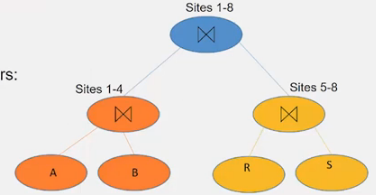 Sites 1-8
rs:
Sites 1-4
Sites 5-8
⋈
⋈ ⋈
A B R S